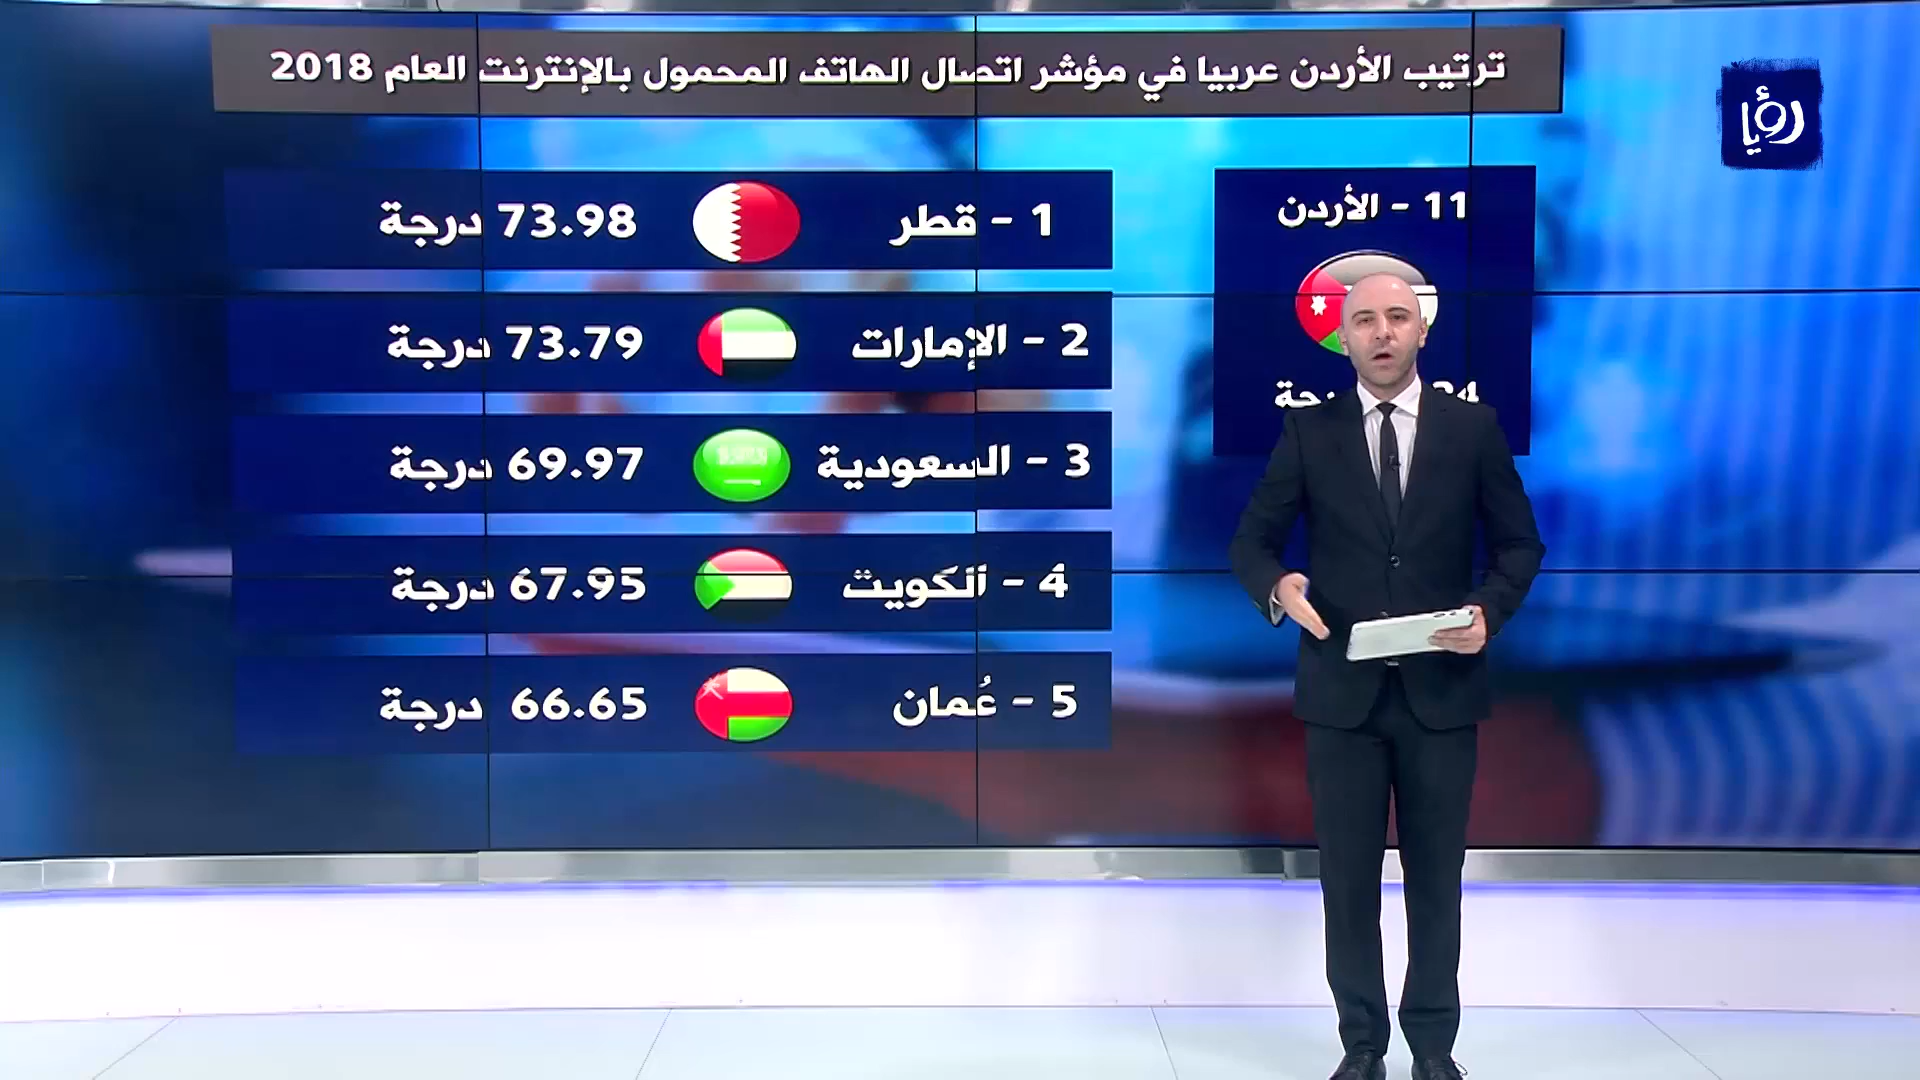 ترتيب الأردن عربيا في مؤشر اتصال الهاتف المحمول بالإنترنت العام 2018
رؤيا
11 - الأردن
1 - قطر 73.98 درجة
2 - الإمارات 73.79 درجة
3 - السعودية 69.97 درجة
4 - الكويت 67.95 درجة
5 - عُمان 66.65 درجة